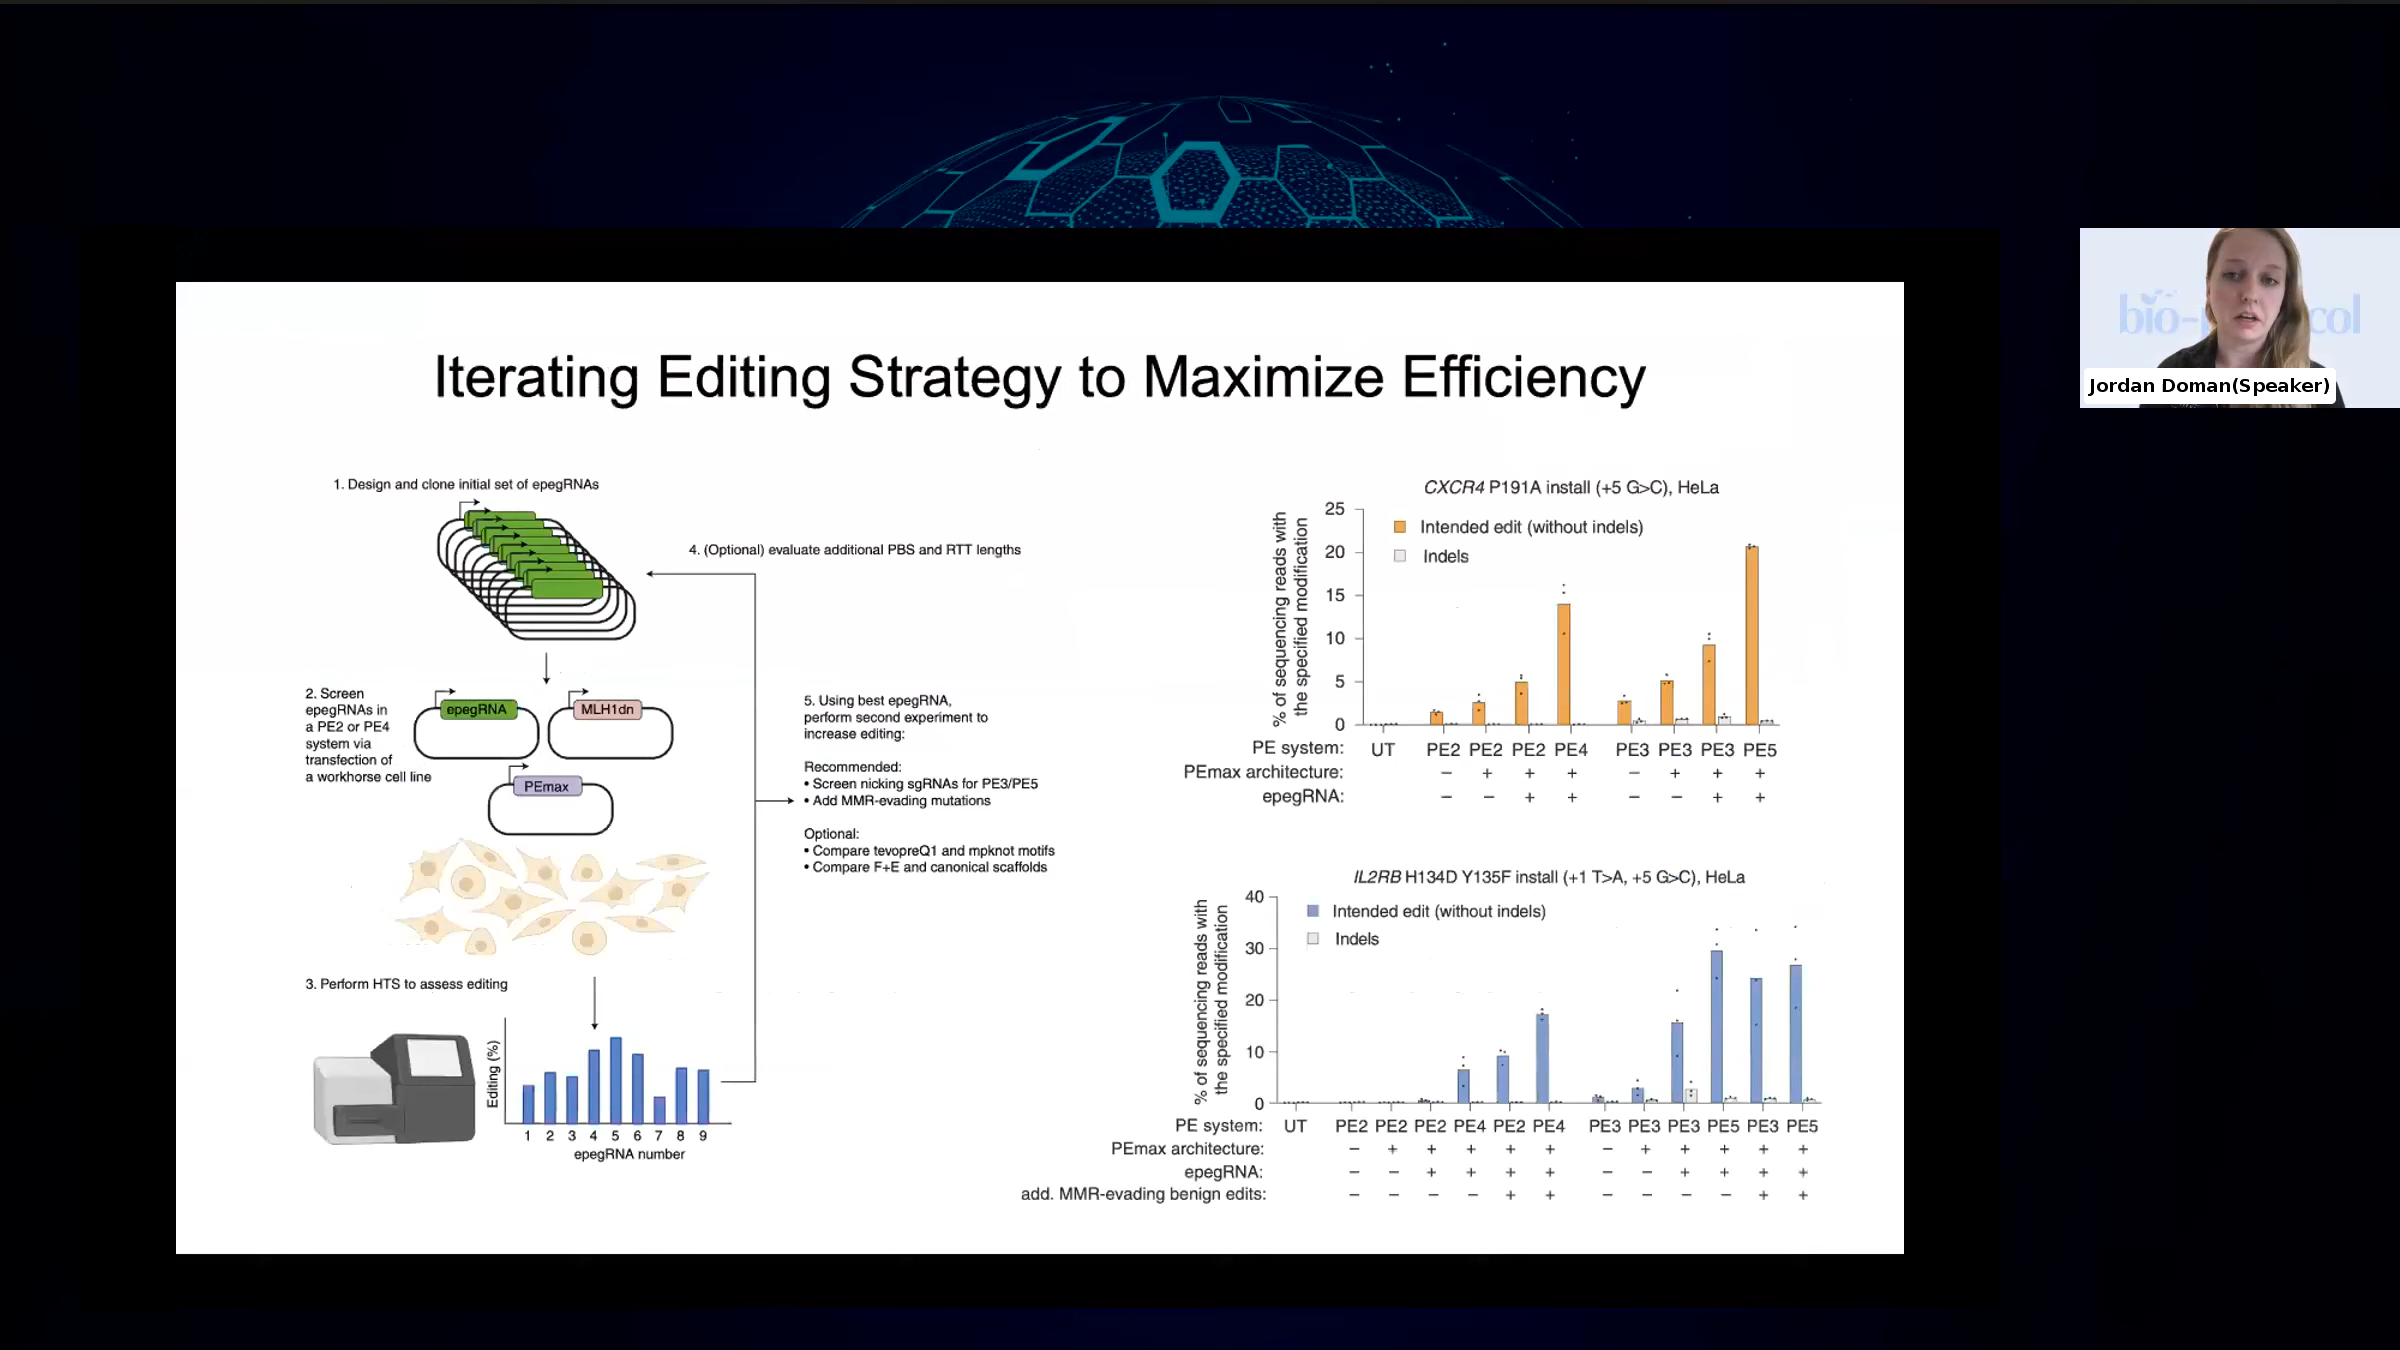 Iterating Editing Strategy to Maximize Efficiency
Jordan Doman(Speaker)
1. Design and clone initial set of epegRNAs
4. (Optional) evaluate additional PBS and RTT lengths
2. Screen
epegRNAs in
a PE2 or PE4
system via
transfection of
a workhorse cell line
epegRNA
MLH1dn
PEmax
5. Using best epegRNA,
perform second experiment to
increase editing:
Recommended:
• Screen nicking sgRNAs for PE3/PE5
• Add MMR-evading mutations
Optional:
• Compare tevopreQ1 and mpknot motifs
• Compare F+E and canonical scaffolds
3. Perform HTS to assess editing
Editing (%)
1 2 3 4 5 6 7 8 9
epegRNA number
CXCR4 P191A install (+5 G>C), HeLa
% of sequencing reads with
the specified modification
25
20
15
10
5
0
Intended edit (without indels)
Indels
PE system: UT PE2 PE2 PE2 PE4 PE3 PE3 PE3 PE5
PEmax architecture: − + + + − + + +
epegRNA: − − + + − − + +
IL2RB H134D Y135F install (+1 T>A, +5 G>C), HeLa
% of sequencing reads with
the specified modification
40
30
20
10
0
Intended edit (without indels)
Indels
PE system: UT PE2 PE2 PE2 PE4 PE2 PE4 PE3 PE3 PE3 PE5 PE3 PE5
PEmax architecture: − + + + + + − + + + + +
epegRNA: − − + + + + − − + + + +
add. MMR-evading benign edits: − − − − + + − − − − + +